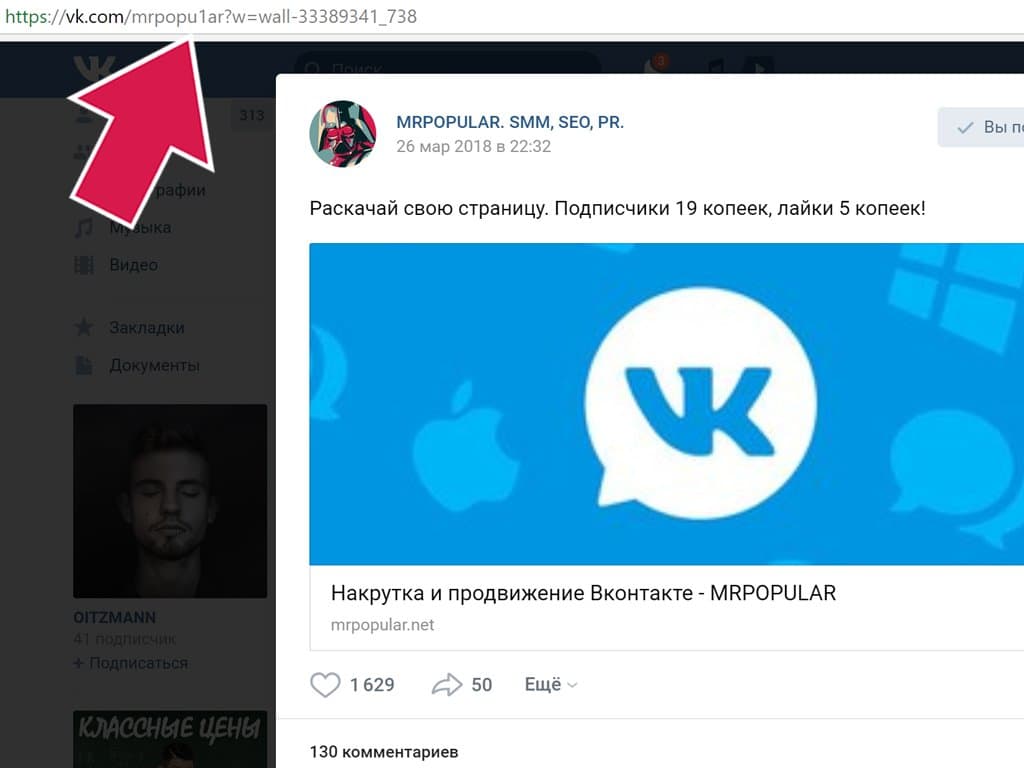 https://vk.com/mrpopu1ar?w=wall-33389341_738
Поиск
3
313
MRPOPULAR. SMM, SEO, PR.
26 мар 2018 в 22:32
Вы по
графии
Музыка
Видео
Закладки
Документы
Раскачай свою страницу. Подписчики 19 копеек, лайки 5 копеек!
Накрутка и продвижение Вконтакте - MRPOPULAR
mrpopular.net
1 629
50
Ещё
130 комментариев
OITZMANN
41 подписчик
+ Подписаться
КЛАССНЫЕ ЦЕНЫ